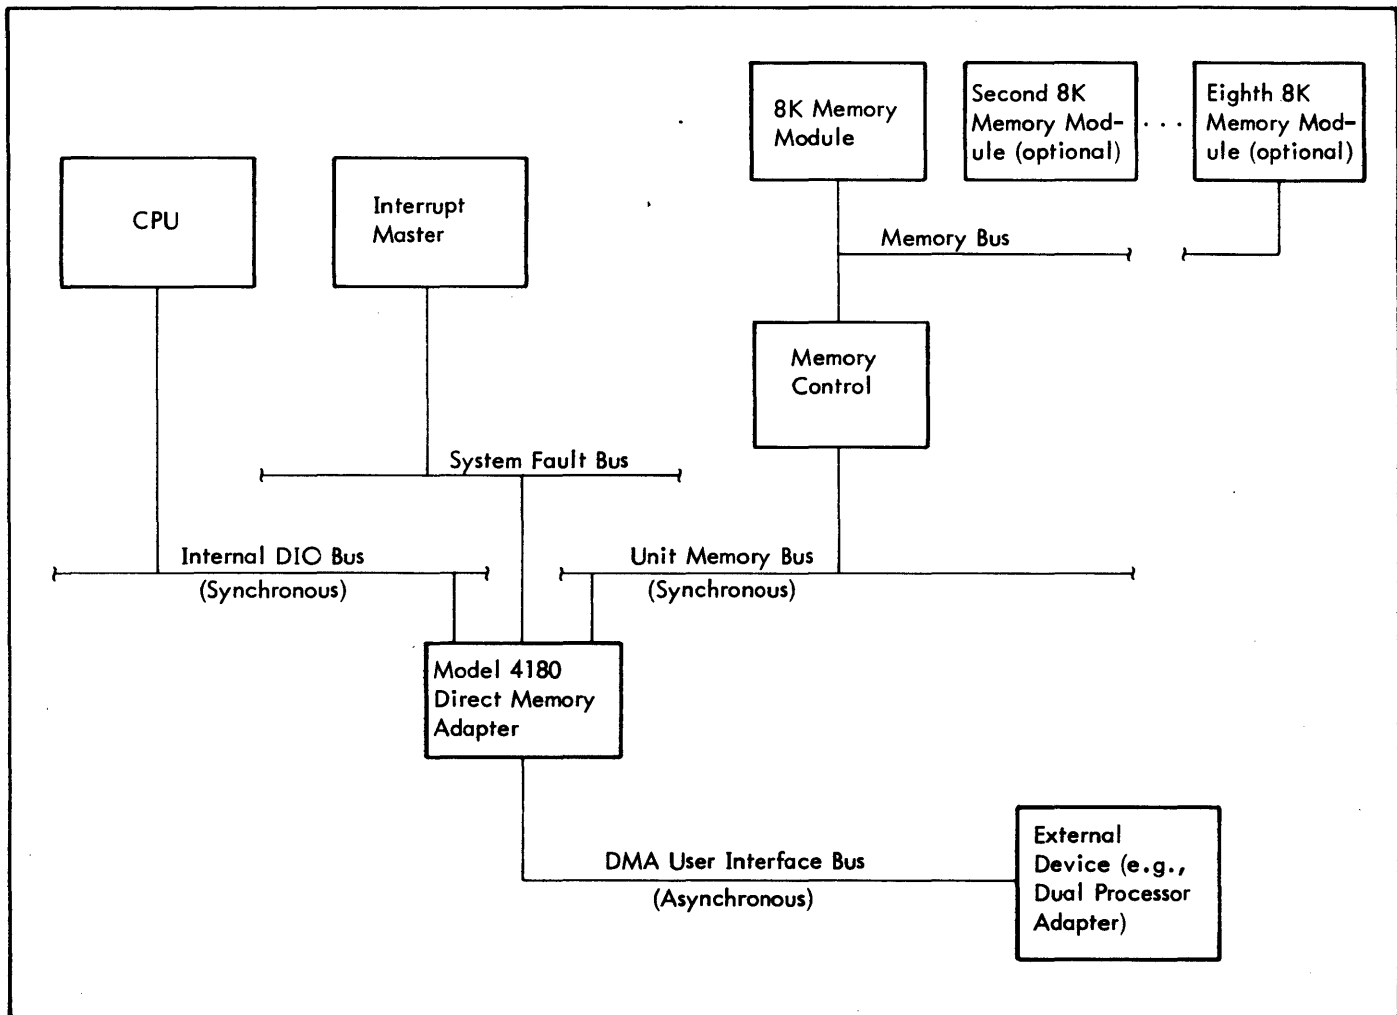 8K Memory
Module
Second 8K
Memory Mod-
ule (optional)
. . .
Eighth 8K
Memory Mod-
ule (optional)
CPU
Interrupt
Master
Memory Bus
Memory
Control
System Fault Bus
Internal DIO Bus
(Synchronous)
Unit Memory Bus
(Synchronous)
Model 4180
Direct Memory
Adapter
DMA User Interface Bus
(Asynchronous)
External
Device (e.g.,
Dual Processor
Adapter)